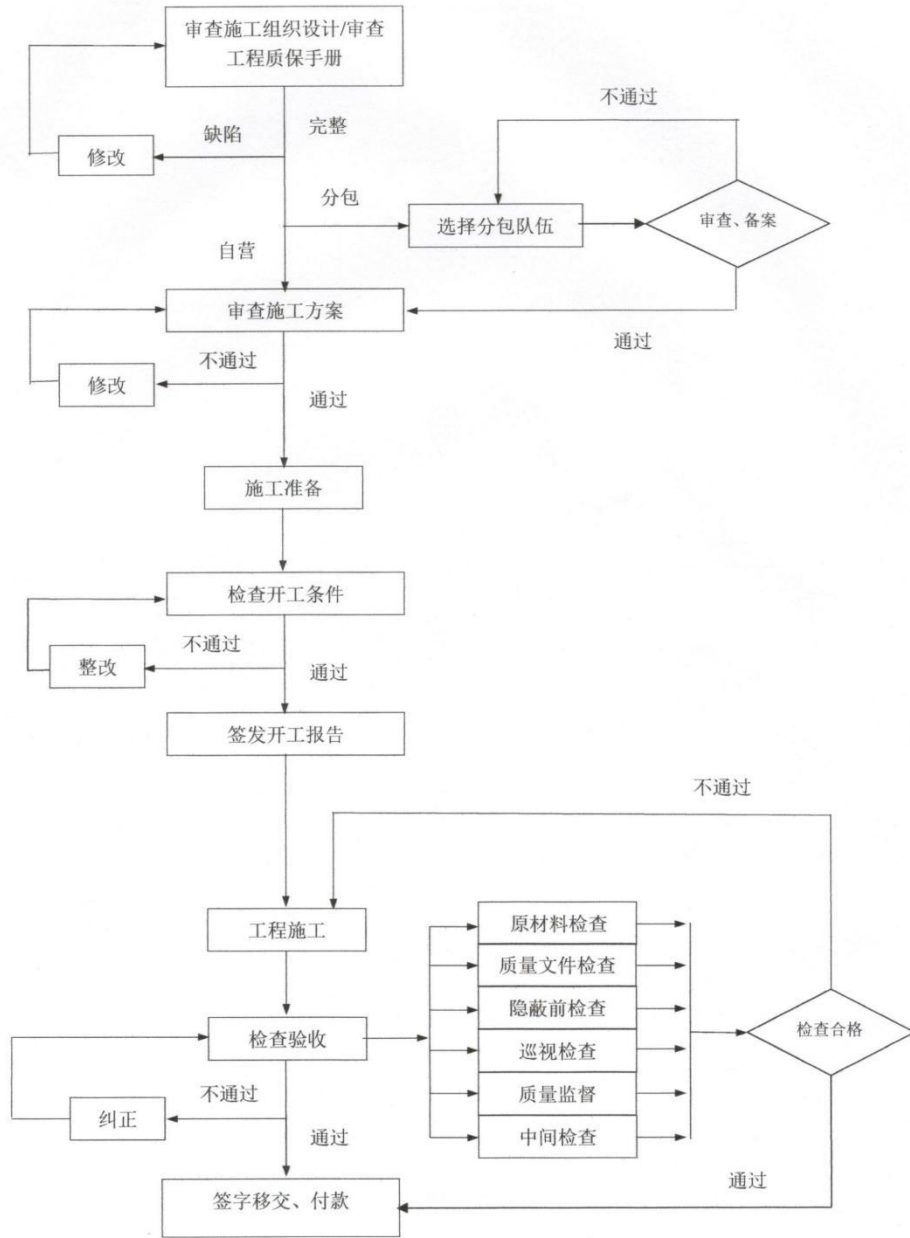 审查施工组织设计/审查
工程质保手册
不通过
完整
缺陷
修改
分包
选择分包队伍
审查、备案
自营
审查施工方案
通过
不通过
修改
通过
施工准备
检查开工条件
不通过
整改
通过
签发开工报告
不通过
工程施工
原材料检查
质量文件检查
隐蔽前检查
检查合格
检查验收
巡视检查
不通过
质量监督
纠正
通过
中间检查
通过
签字移交、付款